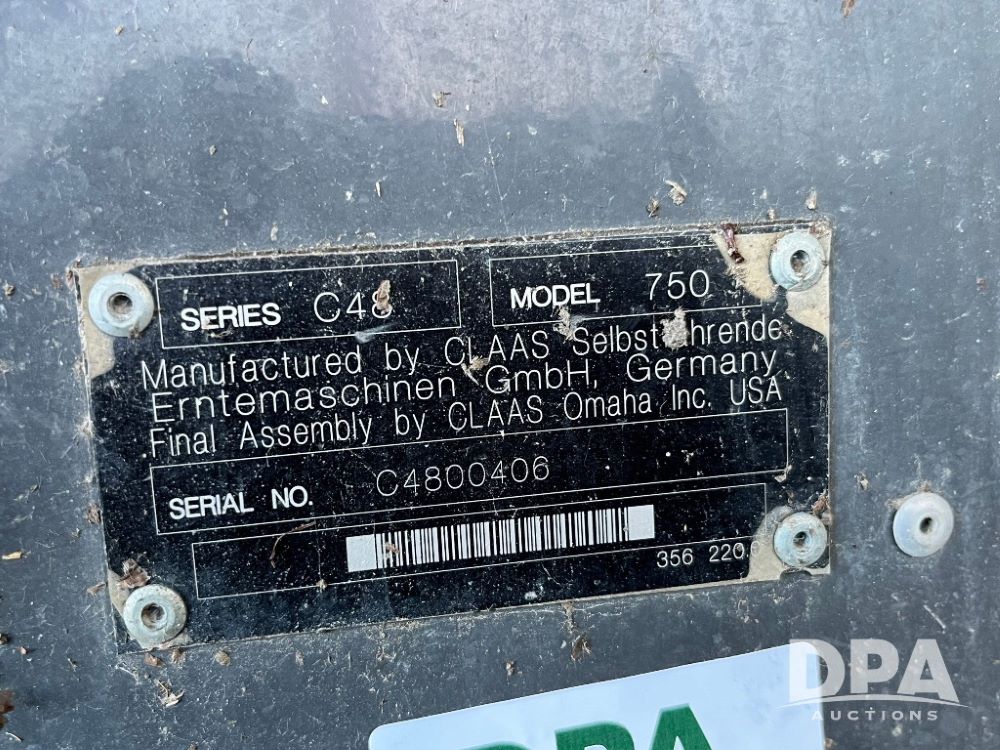 SERIES C48 MODEL 750
Manufactured by CLAAS Selbstfahrende
Erntemaschinen GmbH, Germany
Final Assembly by CLAAS Omaha Inc. USA
SERIAL NO. C4800406
356 220
DPA
AUCTIONS
DPA